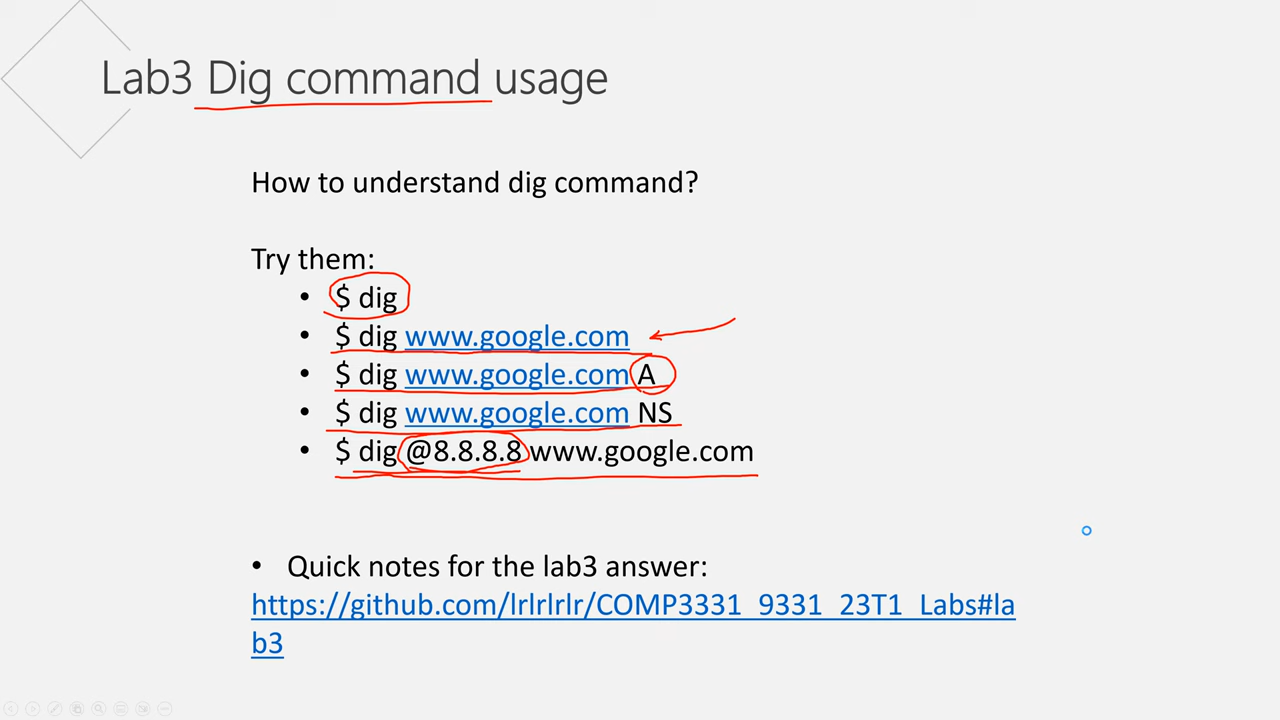 Lab3 Dig command usage
How to understand dig command?
Try them:
• $ dig
• $ dig www.google.com
• $ dig www.google.com A
• $ dig www.google.com NS
• $ dig @8.8.8.8 www.google.com
• Quick notes for the lab3 answer:
https://github.com/lrlrlrlr/COMP3331_9331_23T1_Labs#la
b3